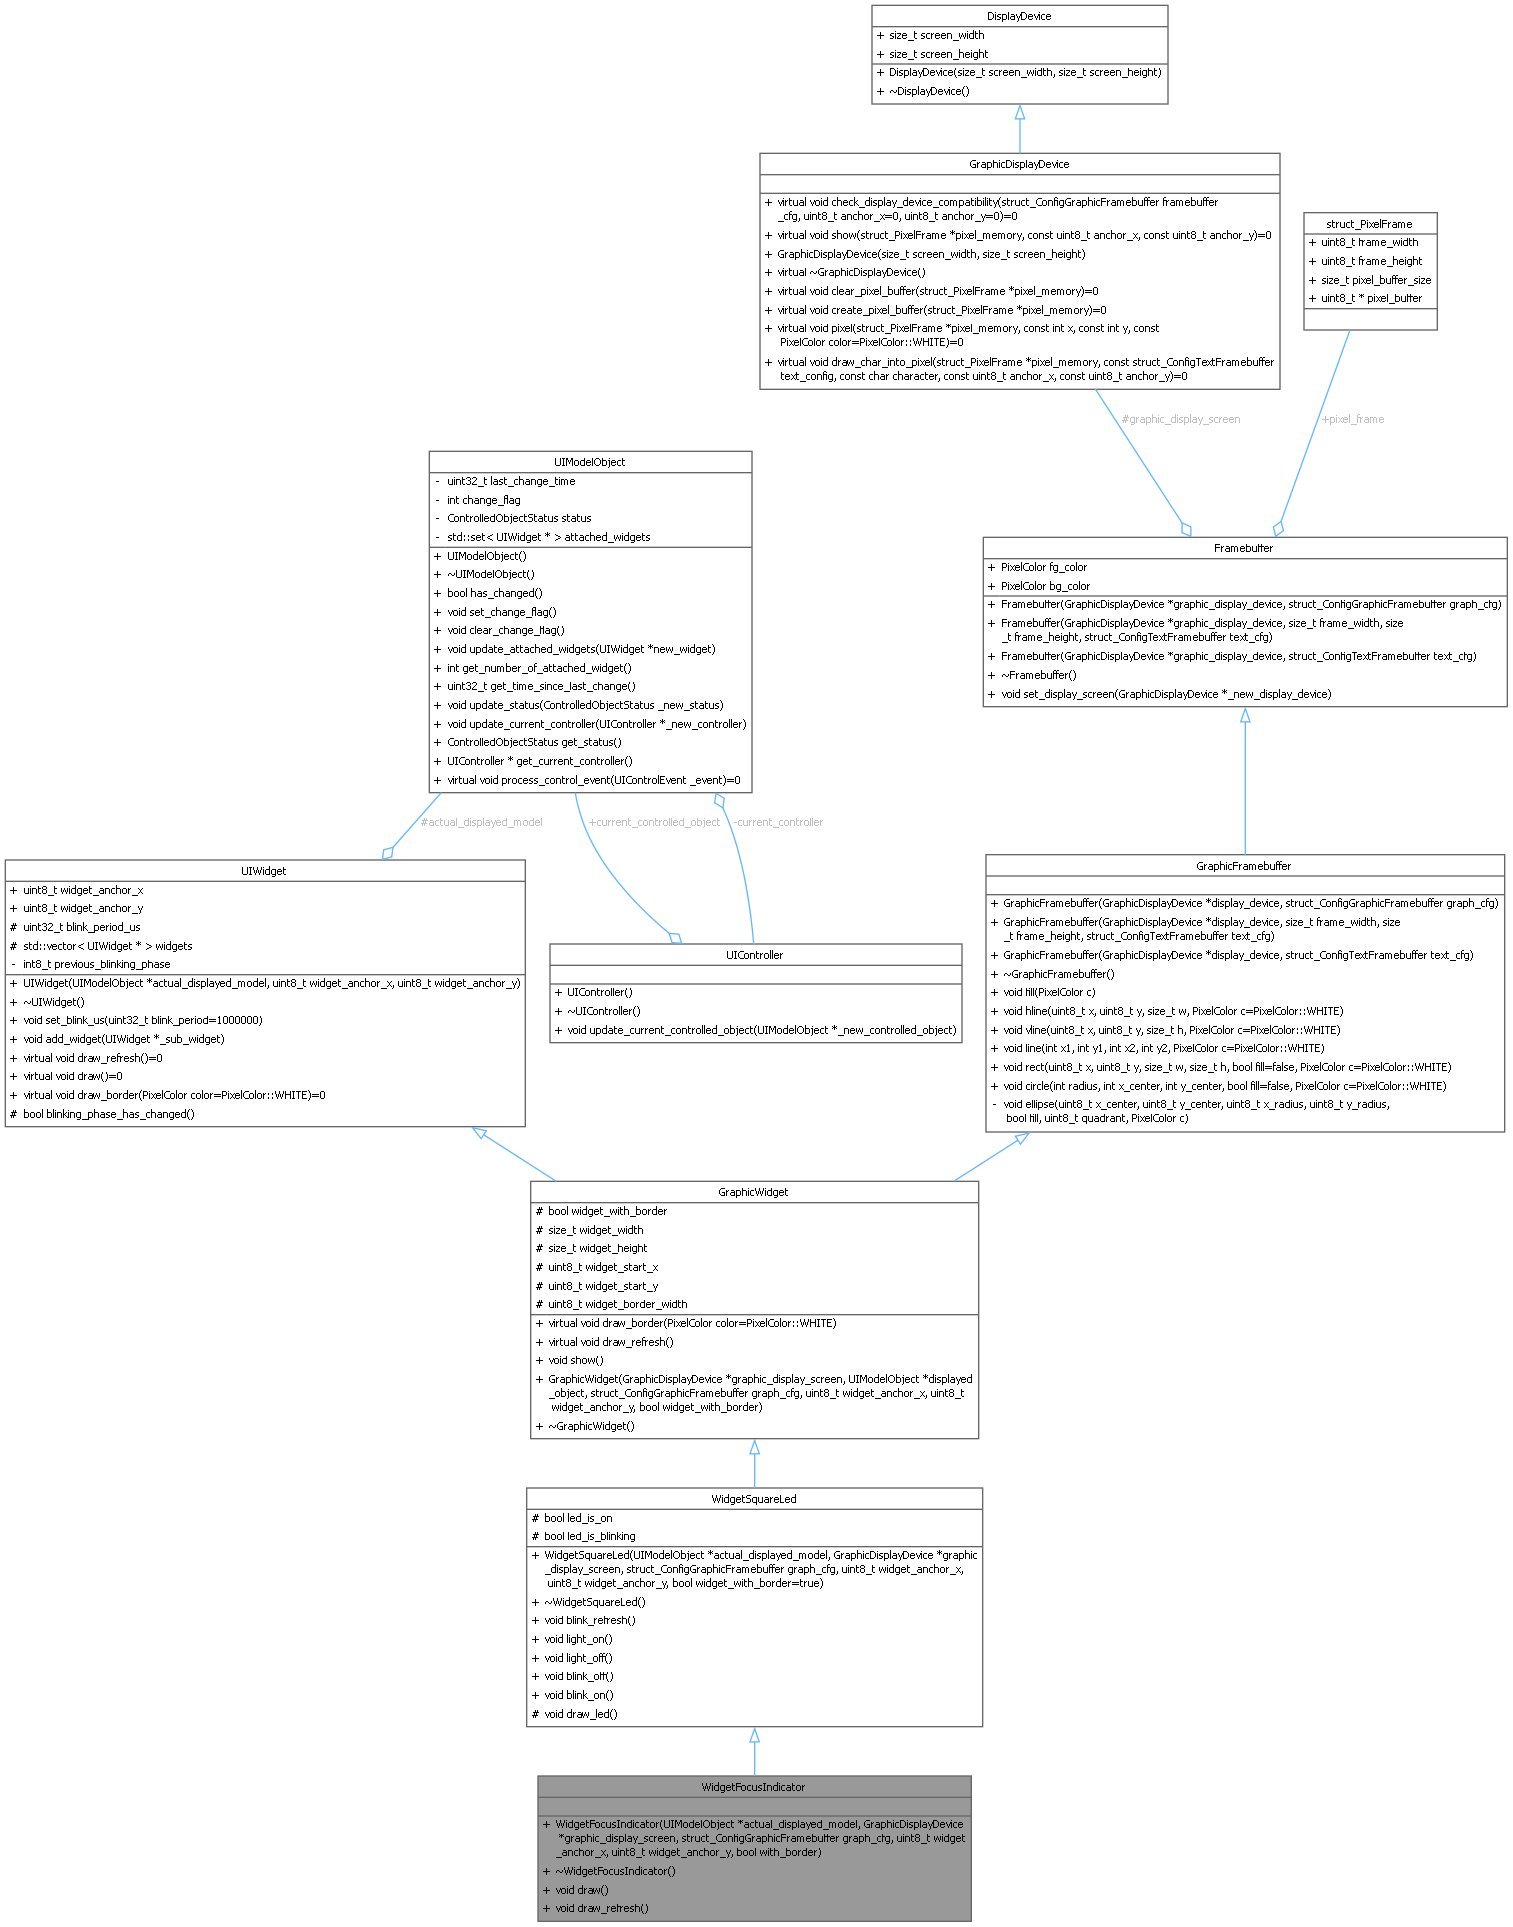 DisplayDevice
+ size_t screen_width
+ size_t screen_height
+ DisplayDevice(size_t screen_width, size_t screen_height)
+ ~DisplayDevice()
GraphicDisplayDevice
+ virtual void check_display_device_compatibility(struct_ConfigGraphicFramebuffer framebuffer
_cfg, uint8_t anchor_x=0, uint8_t anchor_y=0)=0
+ virtual void show(struct_PixelFrame *pixel_memory, const uint8_t anchor_x, const uint8_t anchor_y)=0
+ GraphicDisplayDevice(size_t screen_width, size_t screen_height)
+ virtual ~GraphicDisplayDevice()
+ virtual void clear_pixel_buffer(struct_PixelFrame *pixel_memory)=0
+ virtual void create_pixel_buffer(struct_PixelFrame *pixel_memory)=0
+ virtual void pixel(struct_PixelFrame *pixel_memory, const int x, const int y, const
PixelColor color=PixelColor::WHITE)=0
+ virtual void draw_char_into_pixel(struct_PixelFrame *pixel_memory, const struct_ConfigTextFramebuffer
text_config, const char character, const uint8_t anchor_x, const uint8_t anchor_y)=0
struct_PixelFrame
+ uint8_t frame_width
+ uint8_t frame_height
+ size_t pixel_buffer_size
+ uint8_t * pixel_buffer
#graphic_display_screen
+pixel_frame
UIModelObject
- uint32_t last_change_time
- int change_flag
- ControlledObjectStatus status
- std::set< UIWidget * > attached_widgets
+ UIModelObject()
+ ~UIModelObject()
+ bool has_changed()
+ void set_change_flag()
+ void clear_change_flag()
+ void update_attached_widgets(UIWidget *new_widget)
+ int get_number_of_attached_widget()
+ uint32_t get_time_since_last_change()
+ void update_status(ControlledObjectStatus _new_status)
+ void update_current_controller(UIController *_new_controller)
+ ControlledObjectStatus get_status()
+ UIController * get_current_controller()
+ virtual void process_control_event(UIControlEvent _event)=0
Framebuffer
+ PixelColor fg_color
+ PixelColor bg_color
+ Framebuffer(GraphicDisplayDevice *graphic_display_device, struct_ConfigGraphicFramebuffer graph_cfg)
+ Framebuffer(GraphicDisplayDevice *graphic_display_device, size_t frame_width, size
_t frame_height, struct_ConfigTextFramebuffer text_cfg)
+ Framebuffer(GraphicDisplayDevice *graphic_display_device, struct_ConfigTextFramebuffer text_cfg)
+ ~Framebuffer()
+ void set_display_screen(GraphicDisplayDevice *_new_display_device)
#actual_displayed_model
+current_controlled_object
-current_controller
UIWidget
+ uint8_t widget_anchor_x
+ uint8_t widget_anchor_y
# uint32_t blink_period_us
# std::vector< UIWidget * > widgets
- int8_t previous_blinking_phase
+ UIWidget(UIModelObject *actual_displayed_model, uint8_t widget_anchor_x, uint8_t widget_anchor_y)
+ ~UIWidget()
+ void set_blink_us(uint32_t blink_period=1000000)
+ void add_widget(UIWidget *_sub_widget)
+ virtual void draw_refresh()=0
+ virtual void draw()=0
+ virtual void draw_border(PixelColor color=PixelColor::WHITE)=0
# bool blinking_phase_has_changed()
UIController
+ UIController()
+ ~UIController()
+ void update_current_controlled_object(UIModelObject *_new_controlled_object)
GraphicFramebuffer
+ GraphicFramebuffer(GraphicDisplayDevice *display_device, struct_ConfigGraphicFramebuffer graph_cfg)
+ GraphicFramebuffer(GraphicDisplayDevice *display_device, size_t frame_width, size
_t frame_height, struct_ConfigTextFramebuffer text_cfg)
+ GraphicFramebuffer(GraphicDisplayDevice *display_device, struct_ConfigTextFramebuffer text_cfg)
+ ~GraphicFramebuffer()
+ void fill(PixelColor c)
+ void hline(uint8_t x, uint8_t y, size_t w, PixelColor c=PixelColor::WHITE)
+ void vline(uint8_t x, uint8_t y, size_t h, PixelColor c=PixelColor::WHITE)
+ void line(int x1, int y1, int x2, int y2, PixelColor c=PixelColor::WHITE)
+ void rect(uint8_t x, uint8_t y, size_t w, size_t h, bool fill=false, PixelColor c=PixelColor::WHITE)
+ void circle(int radius, int x_center, int y_center, bool fill=false, PixelColor c=PixelColor::WHITE)
- void ellipse(uint8_t x_center, uint8_t y_center, uint8_t x_radius, uint8_t y_radius,
bool fill, uint8_t quadrant, PixelColor c)
GraphicWidget
# bool widget_with_border
# size_t widget_width
# size_t widget_height
# uint8_t widget_start_x
# uint8_t widget_start_y
# uint8_t widget_border_width
+ virtual void draw_border(PixelColor color=PixelColor::WHITE)
+ virtual void draw_refresh()
+ void show()
+ GraphicWidget(GraphicDisplayDevice *graphic_display_screen, UIModelObject *displayed
_object, struct_ConfigGraphicFramebuffer graph_cfg, uint8_t widget_anchor_x, uint8_t
widget_anchor_y, bool widget_with_border)
+ ~GraphicWidget()
WidgetSquareLed
# bool led_is_on
# bool led_is_blinking
+ WidgetSquareLed(UIModelObject *actual_displayed_model, GraphicDisplayDevice *graphic
_display_screen, struct_ConfigGraphicFramebuffer graph_cfg, uint8_t widget_anchor_x,
uint8_t widget_anchor_y, bool widget_with_border=true)
+ ~WidgetSquareLed()
+ void blink_refresh()
+ void light_on()
+ void light_off()
+ void blink_off()
+ void blink_on()
# void draw_led()
WidgetFocusIndicator
+ WidgetFocusIndicator(UIModelObject *actual_displayed_model, GraphicDisplayDevice
*graphic_display_screen, struct_ConfigGraphicFramebuffer graph_cfg, uint8_t widget
_anchor_x, uint8_t widget_anchor_y, bool with_border)
+ ~WidgetFocusIndicator()
+ void draw()
+ void draw_refresh()